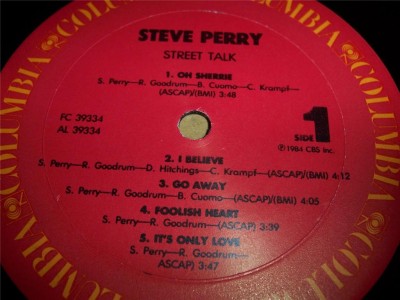 STEVE PERRY
STREET TALK
1. OH SHERRIE
S. Perry—R. Goodrum—B. Cuomo—C. Krampf—
(ASCAP)/(BMI) 3:48
FC 39334
AL 39334
SIDE 1
℗ 1984 CBS Inc.
2. I BELIEVE
S. Perry—R. Goodrum—D. Hitchings—C. Krampf—(ASCAP)/(BMI) 4:12
3. GO AWAY
S. Perry—R. Goodrum—B. Cuomo—(ASCAP)/(BMI) 4:05
4. FOOLISH HEART
S. Perry—R. Goodrum—(ASCAP) 3:39
5. IT'S ONLY LOVE
S. Perry—R. Goodrum—
ASCAP) 3:47
COLUMBIA
COLUMBIA
COLUMBIA